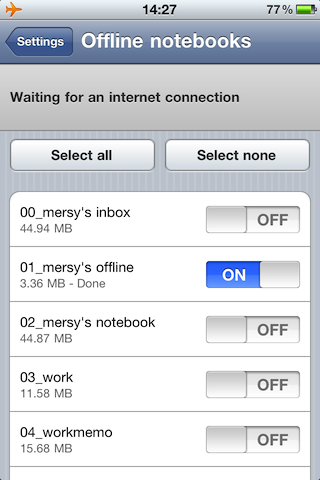 14:27
77%
Settings
Offline notebooks
Waiting for an internet connection
Select all
Select none
00_mersy's inbox
OFF
44.94 MB
01_mersy's offline
ON
3.36 MB - Done
02_mersy's notebook
OFF
44.87 MB
03_work
OFF
11.58 MB
04_workmemo
OFF
15.68 MB